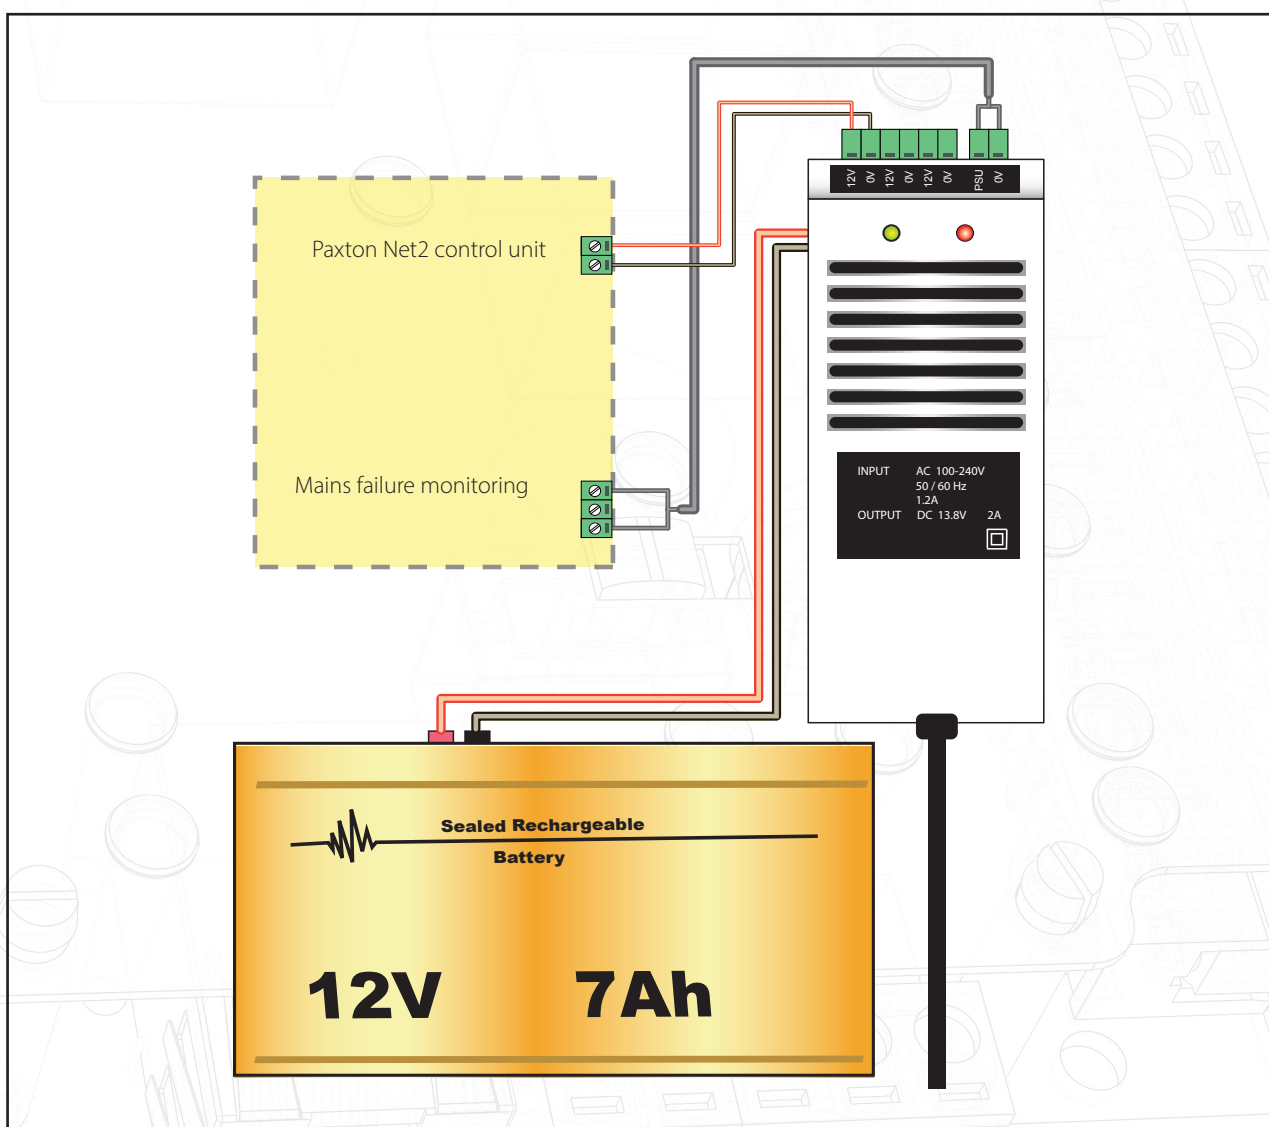 12V 0V 12V 0V 12V 0V PSU 0V
Paxton Net2 control unit
Mains failure monitoring
INPUT AC 100-240V
50 / 60 Hz
1.2A
OUTPUT DC 13.8V 2A
Sealed Rechargeable
Battery
12V 7Ah